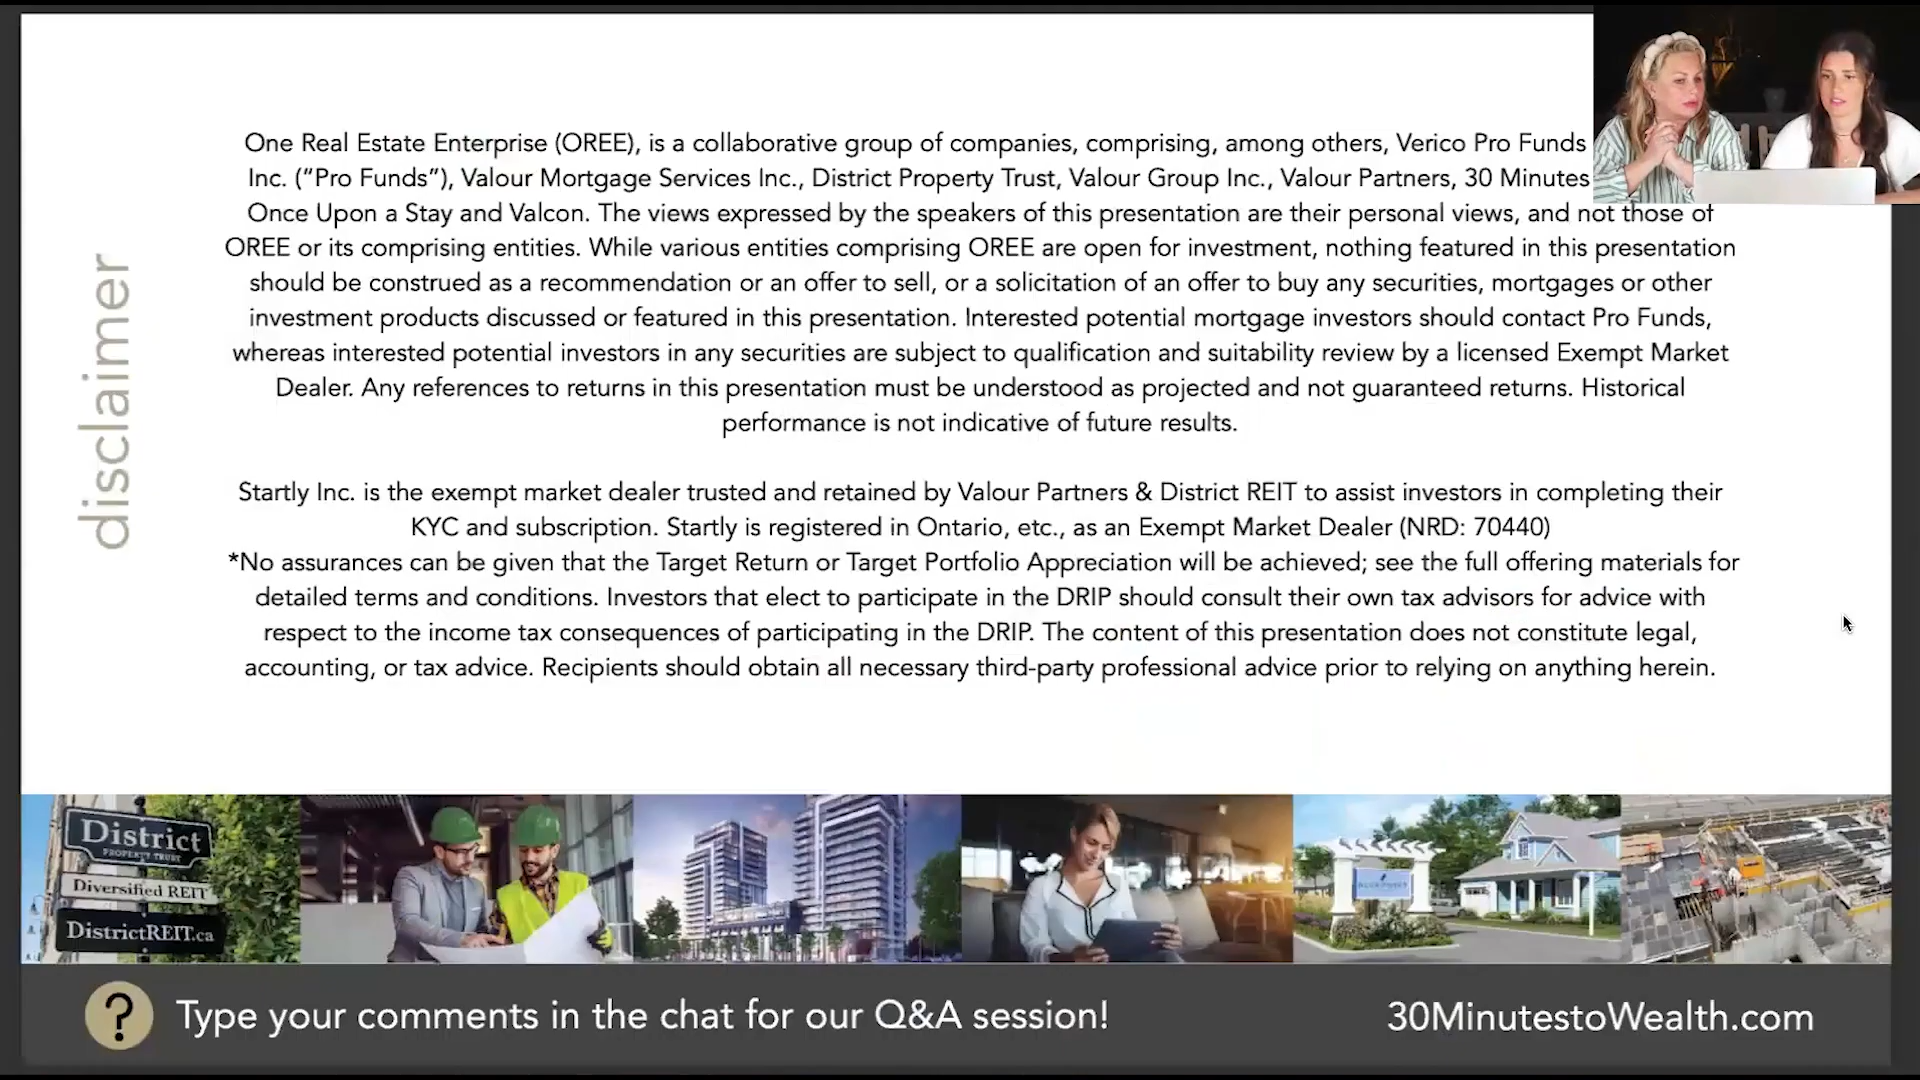 One Real Estate Enterprise (OREE), is a collaborative group of companies, comprising, among others, Verico Pro Funds
Inc. (“Pro Funds”), Valour Mortgage Services Inc., District Property Trust, Valour Group Inc., Valour Partners, 30 Minutes
Once Upon a Stay and Valcon. The views expressed by the speakers of this presentation are their personal views, and not those of
OREE or its comprising entities. While various entities comprising OREE are open for investment, nothing featured in this presentation
should be construed as a recommendation or an offer to sell, or a solicitation of an offer to buy any securities, mortgages or other
investment products discussed or featured in this presentation. Interested potential mortgage investors should contact Pro Funds,
whereas interested potential investors in any securities are subject to qualification and suitability review by a licensed Exempt Market
Dealer. Any references to returns in this presentation must be understood as projected and not guaranteed returns. Historical
performance is not indicative of future results.
disclaimer
Startly Inc. is the exempt market dealer trusted and retained by Valour Partners & District REIT to assist investors in completing their
KYC and subscription. Startly is registered in Ontario, etc., as an Exempt Market Dealer (NRD: 70440)
*No assurances can be given that the Target Return or Target Portfolio Appreciation will be achieved; see the full offering materials for
detailed terms and conditions. Investors that elect to participate in the DRIP should consult their own tax advisors for advice with
respect to the income tax consequences of participating in the DRIP. The content of this presentation does not constitute legal,
accounting, or tax advice. Recipients should obtain all necessary third-party professional advice prior to relying on anything herein.
District
PROPERTY TRUST
Diversified REIT
DistrictREIT.ca
? Type your comments in the chat for our Q&A session!
30MinutestoWealth.com